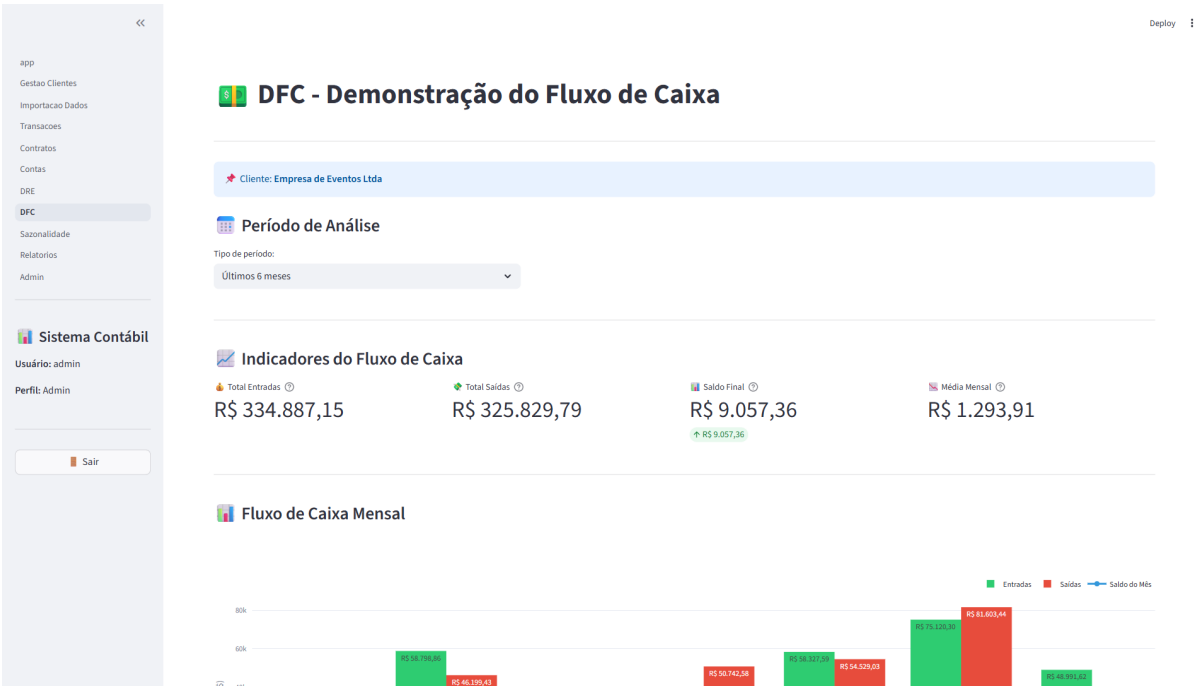 Deploy
app
Gestao Clientes
Importacao Dados
Transacoes
Contratos
Contas
DRE
DFC
Sazonalidade
Relatorios
Admin
Sistema Contábil
Usuário: admin
Perfil: Admin
Sair
DFC - Demonstração do Fluxo de Caixa
Cliente: Empresa de Eventos Ltda
Período de Análise
Tipo de período:
Últimos 6 meses
Indicadores do Fluxo de Caixa
Total Entradas
R$ 334.887,15
Total Saídas
R$ 325.829,79
Saldo Final
R$ 9.057,36
↑ R$ 9.057,36
Média Mensal
R$ 1.293,91
Fluxo de Caixa Mensal
Entradas
Saídas
Saldo do Mês
80k
60k
R$ 58.798,86
R$ 46.199,43
R$ 50.742,58
R$ 58.327,59
R$ 54.529,03
R$ 75.120,30
R$ 81.603,44
R$ 48.991,62